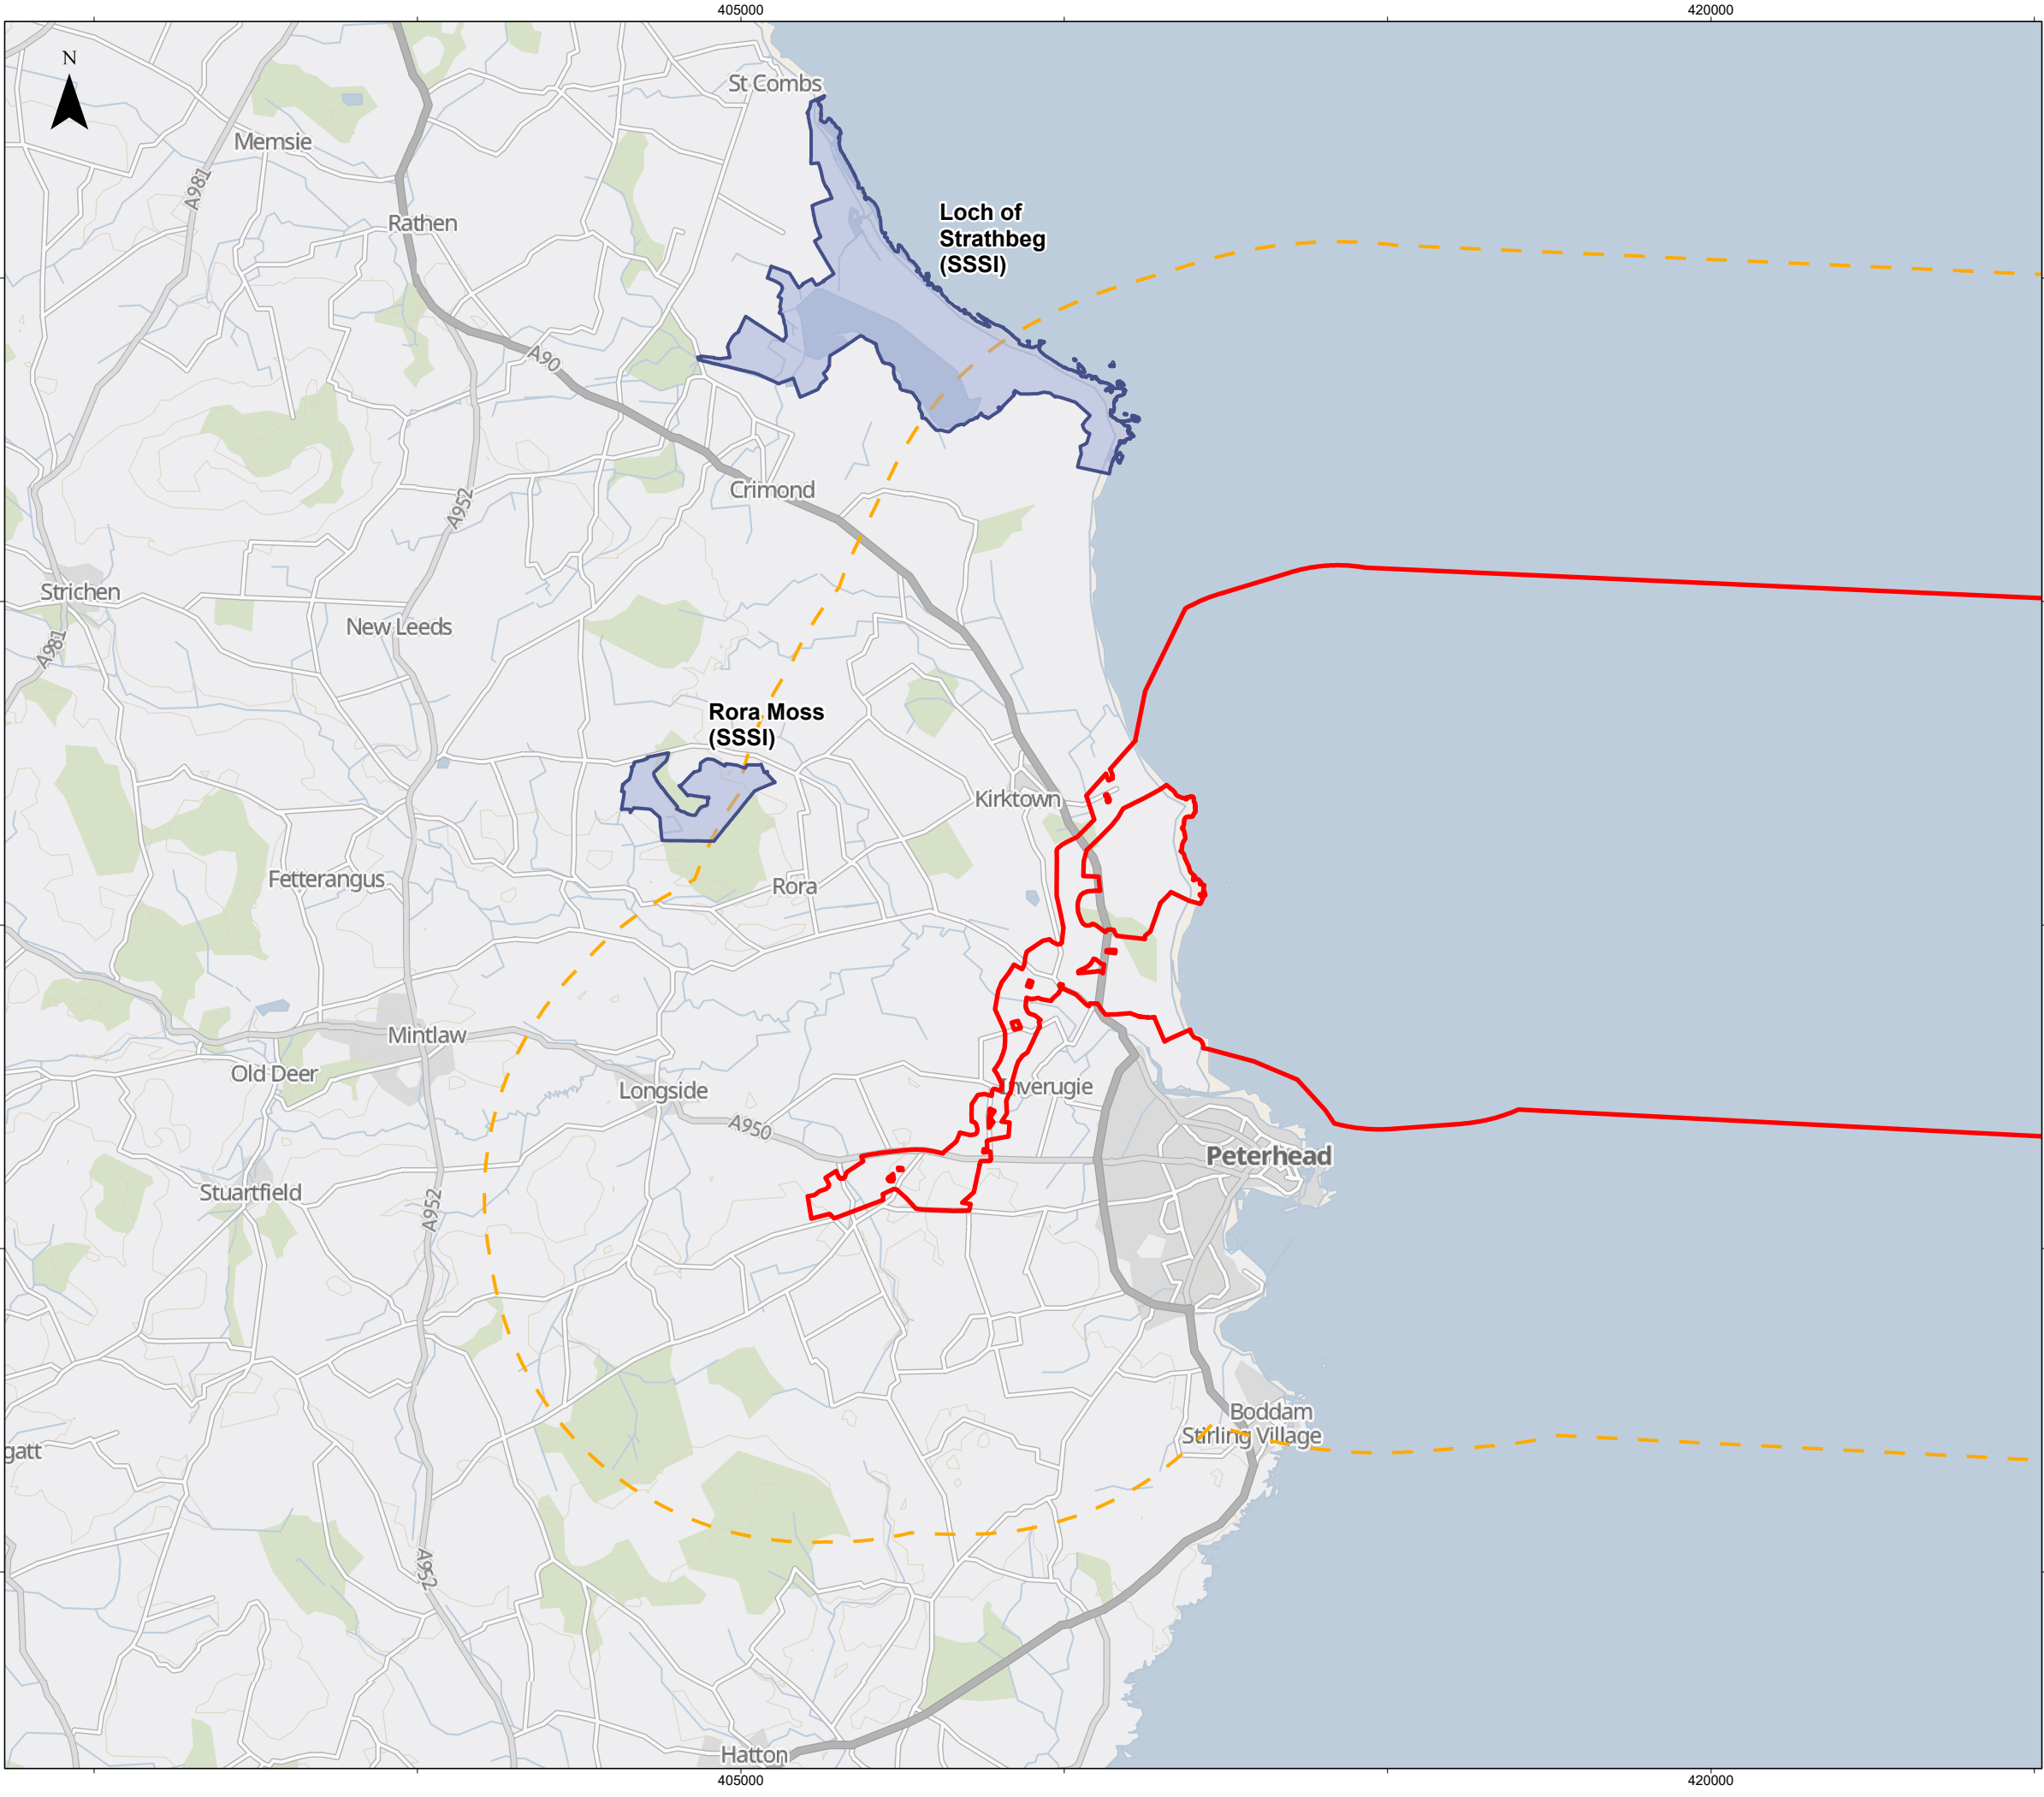 405000
420000
N
St Combs
Memsie
A981
Loch of
Strathbeg
(SSSI)
Rathen
A90
Crimond
A952
Strichen
New Leeds
A981
Rora Moss
(SSSI)
Kirktown
Fetterangus
Rora
Mintlaw
Old Deer
Longside
Inverugie
A950
Peterhead
Stuartfield
A952
Boddam
Stirling Village
gatt
A952
Hatton
405000
420000